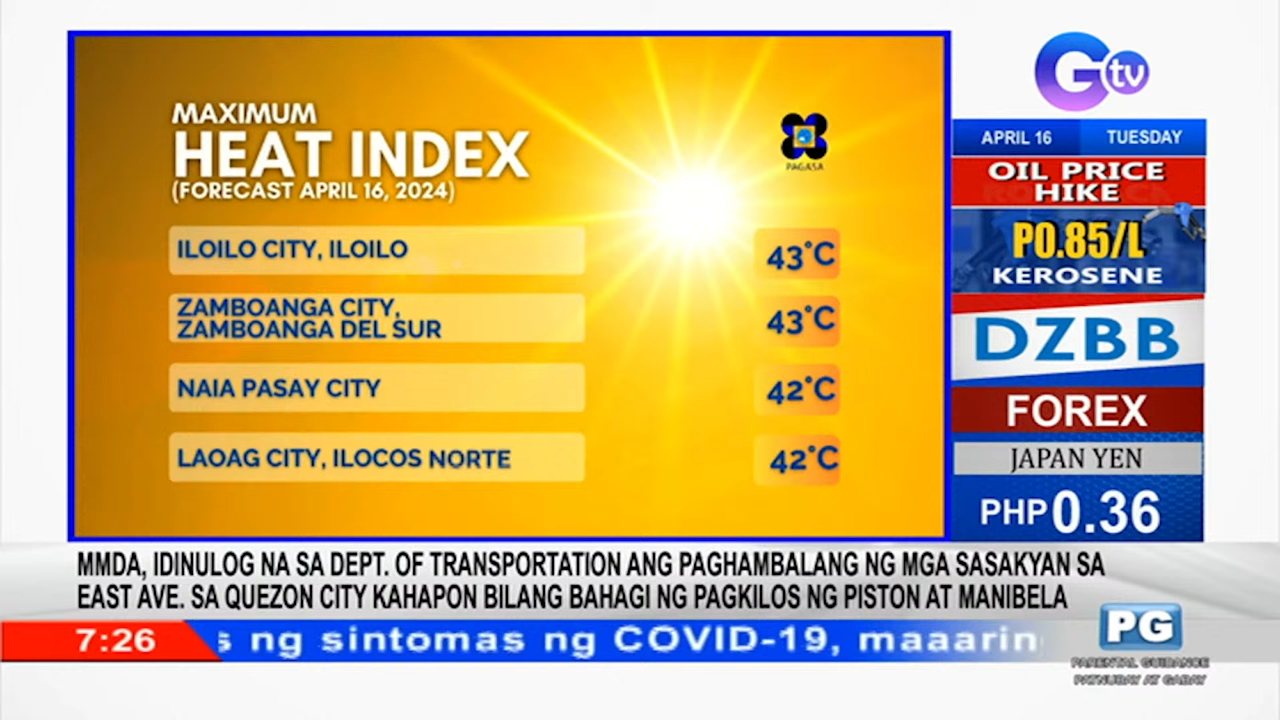 MAXIMUM
HEAT INDEX
(FORECAST APRIL 16, 2024)
PAGASA
ILOILO CITY, ILOILO
43°C
ZAMBOANGA CITY,
ZAMBOANGA DEL SUR
43°C
NAIA PASAY CITY
42°C
LAOAG CITY, ILOCOS NORTE
42°C
Gtv
APRIL 16 TUESDAY
OIL PRICE
HIKE
P0.85/L
KEROSENE
DZBB
FOREX
JAPAN YEN
PHP 0.36
MMDA, IDINULOG NA SA DEPT. OF TRANSPORTATION ANG PAGHAMBALANG NG MGA SASAKYAN SA
EAST AVE. SA QUEZON CITY KAHAPON BILANG BAHAGI NG PAGKILOS NG PISTON AT MANIBELA
7:26
s ng sintomas ng COVID-19, maaarin
PG
PARENTAL GUIDANCE
PATNUBAY AT GABAY